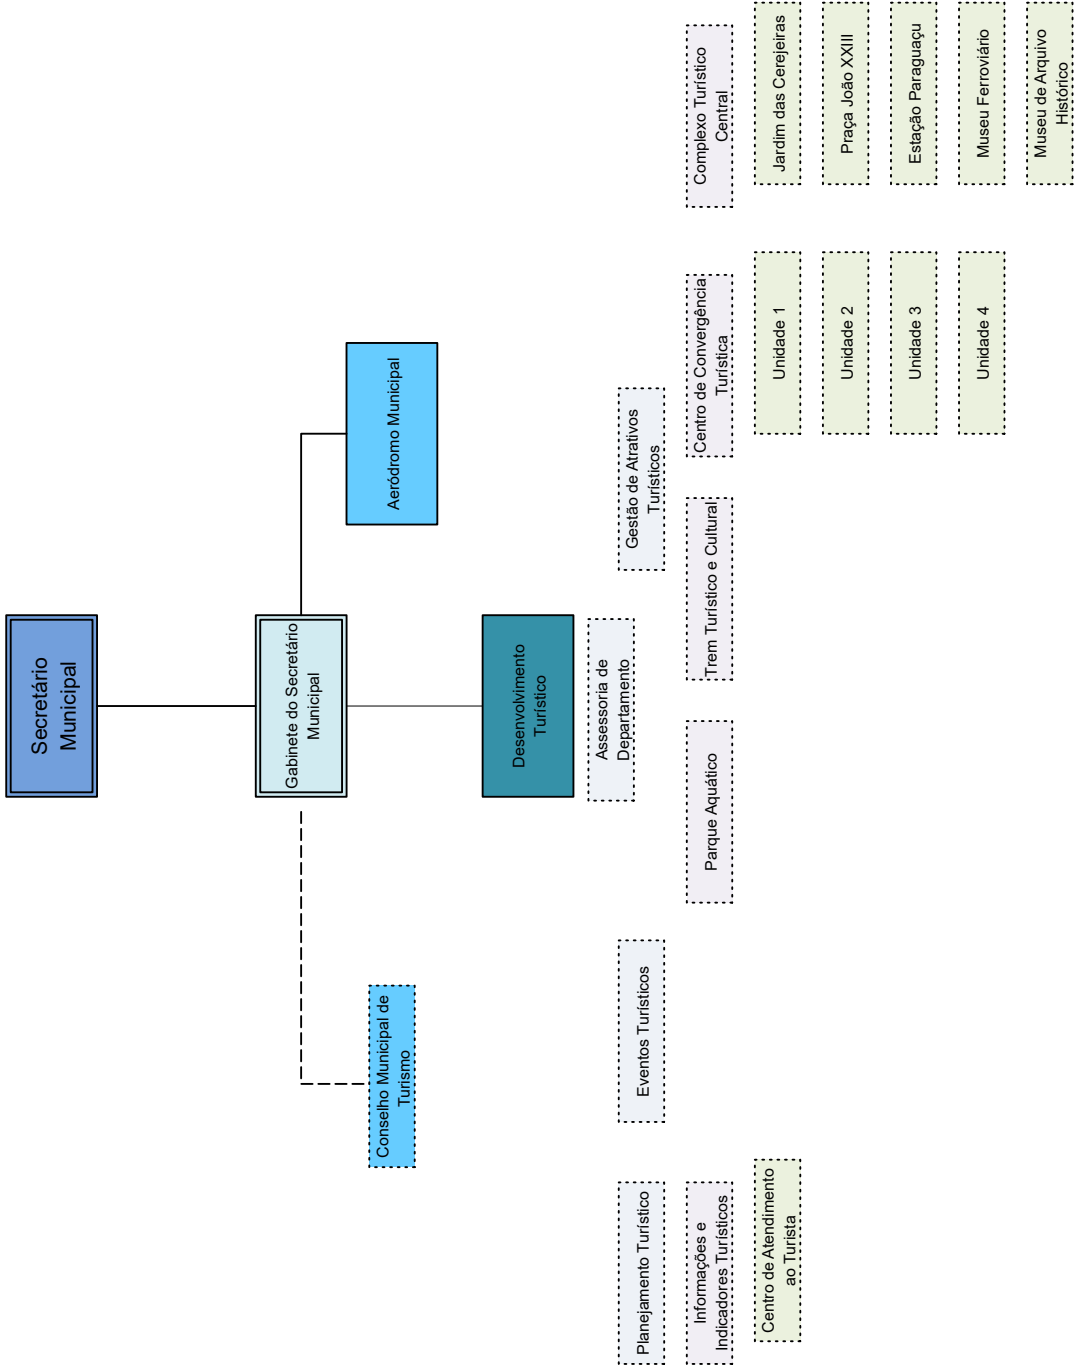 Secretário
Municipal
Gabinete do Secretário
Municipal
Conselho Municipal de
Turismo
Aeródromo Municipal
Desenvolvimento
Turístico
Assessoria de
Departamento
Planejamento Turístico
Eventos Turísticos
Gestão de Atrativos
Turísticos
Informações e
Indicadores Turísticos
Parque Aquático
Trem Turístico e Cultural
Centro de Convergência
Turística
Complexo Turístico
Central
Centro de Atendimento
ao Turista
Unidade 1
Jardim das Cerejeiras
Unidade 2
Praça João XXIII
Unidade 3
Estação Paraguaçu
Unidade 4
Museu Ferroviário
Museu de Arquivo
Histórico